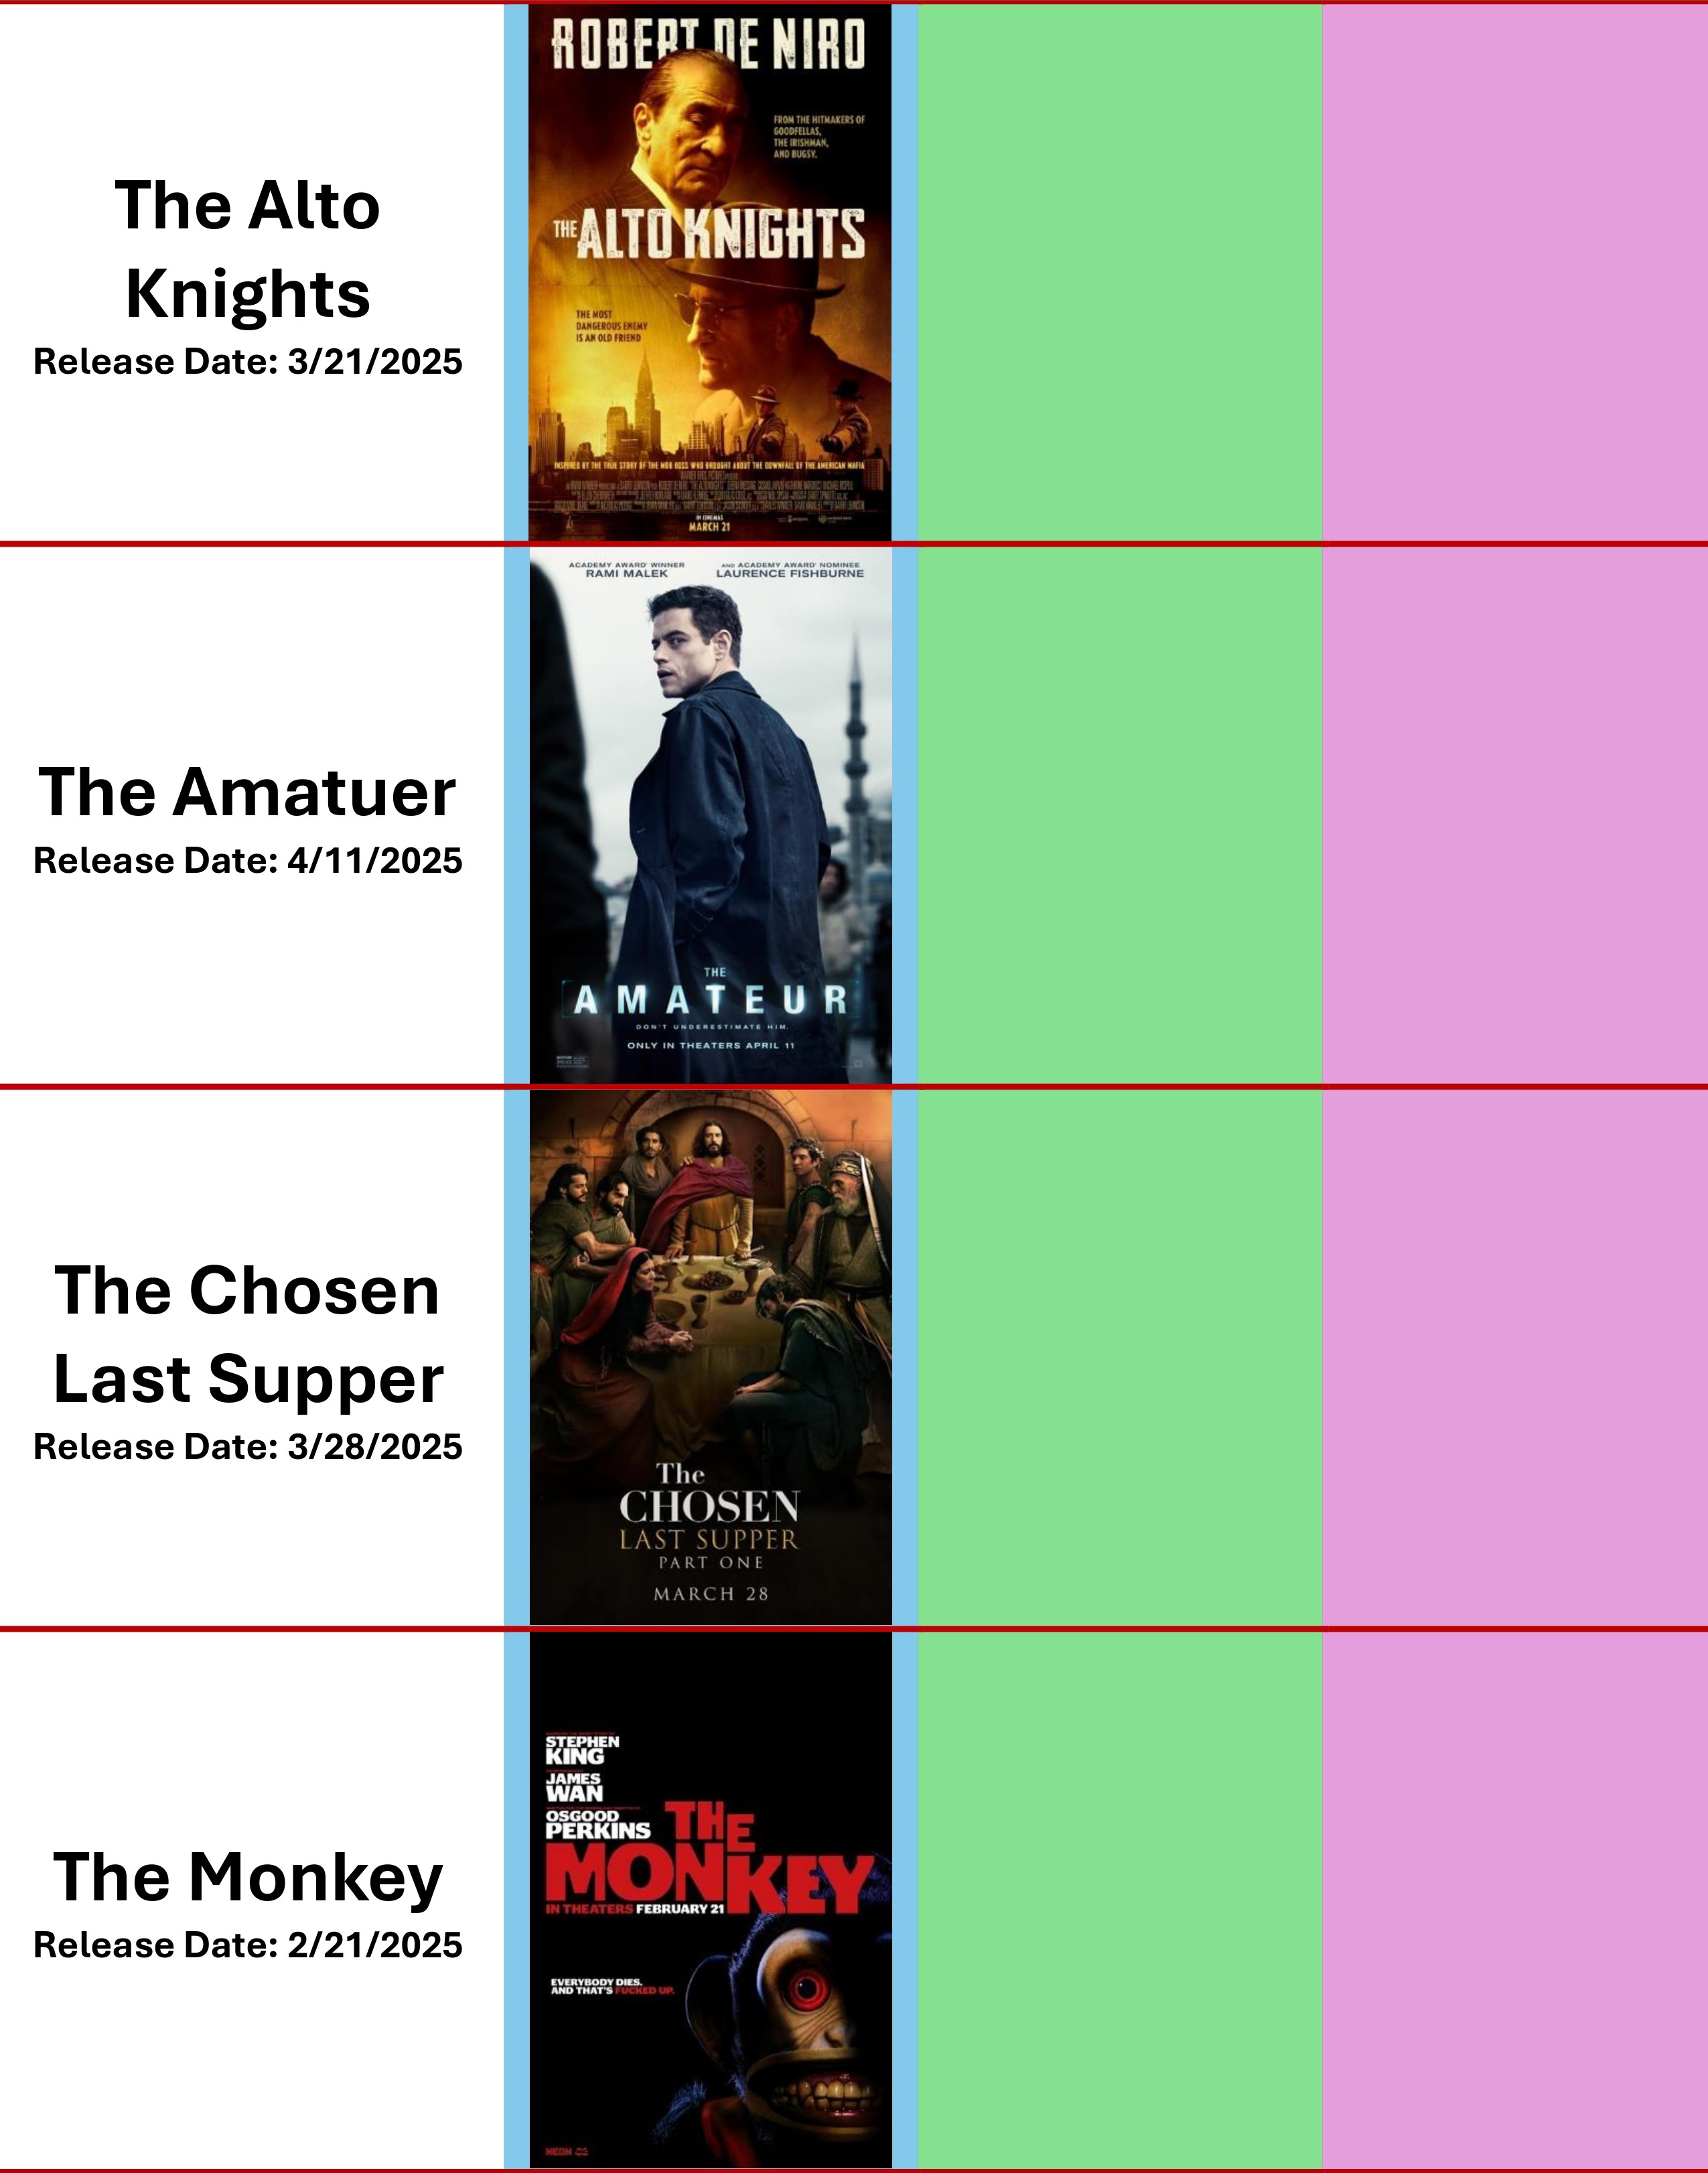 The Alto
Knights
Release Date: 3/21/2025
ROBERT DE NIRO
FROM THE HITMAKERS OF
GOODFELLAS,
THE IRISHMAN,
AND BUGSY.
THE ALTO KNIGHTS
THE MOST
DANGEROUS ENEMY
IS AN OLD FRIEND
INSPIRED BY THE TRUE STORY OF THE MOB BOSS WHO BROUGHT ABOUT THE DOWNFALL OF THE AMERICAN MAFIA
IN CINEMAS
MARCH 21
The Amatuer
Release Date: 4/11/2025
ACADEMY AWARD WINNER
RAMI MALEK
AND ACADEMY AWARD NOMINEE
LAURENCE FISHBURNE
THE
AMATEUR
DON'T UNDERESTIMATE HIM.
ONLY IN THEATERS APRIL 11
The Chosen
Last Supper
Release Date: 3/28/2025
The
CHOSEN
LAST SUPPER
PART ONE
MARCH 28
The Monkey
Release Date: 2/21/2025
STEPHEN
KING
JAMES
WAN
OSGOOD
PERKINS
THE
MONKEY
IN THEATERS FEBRUARY 21
EVERYBODY DIES.
AND THAT'S FUCKED UP.
NEON